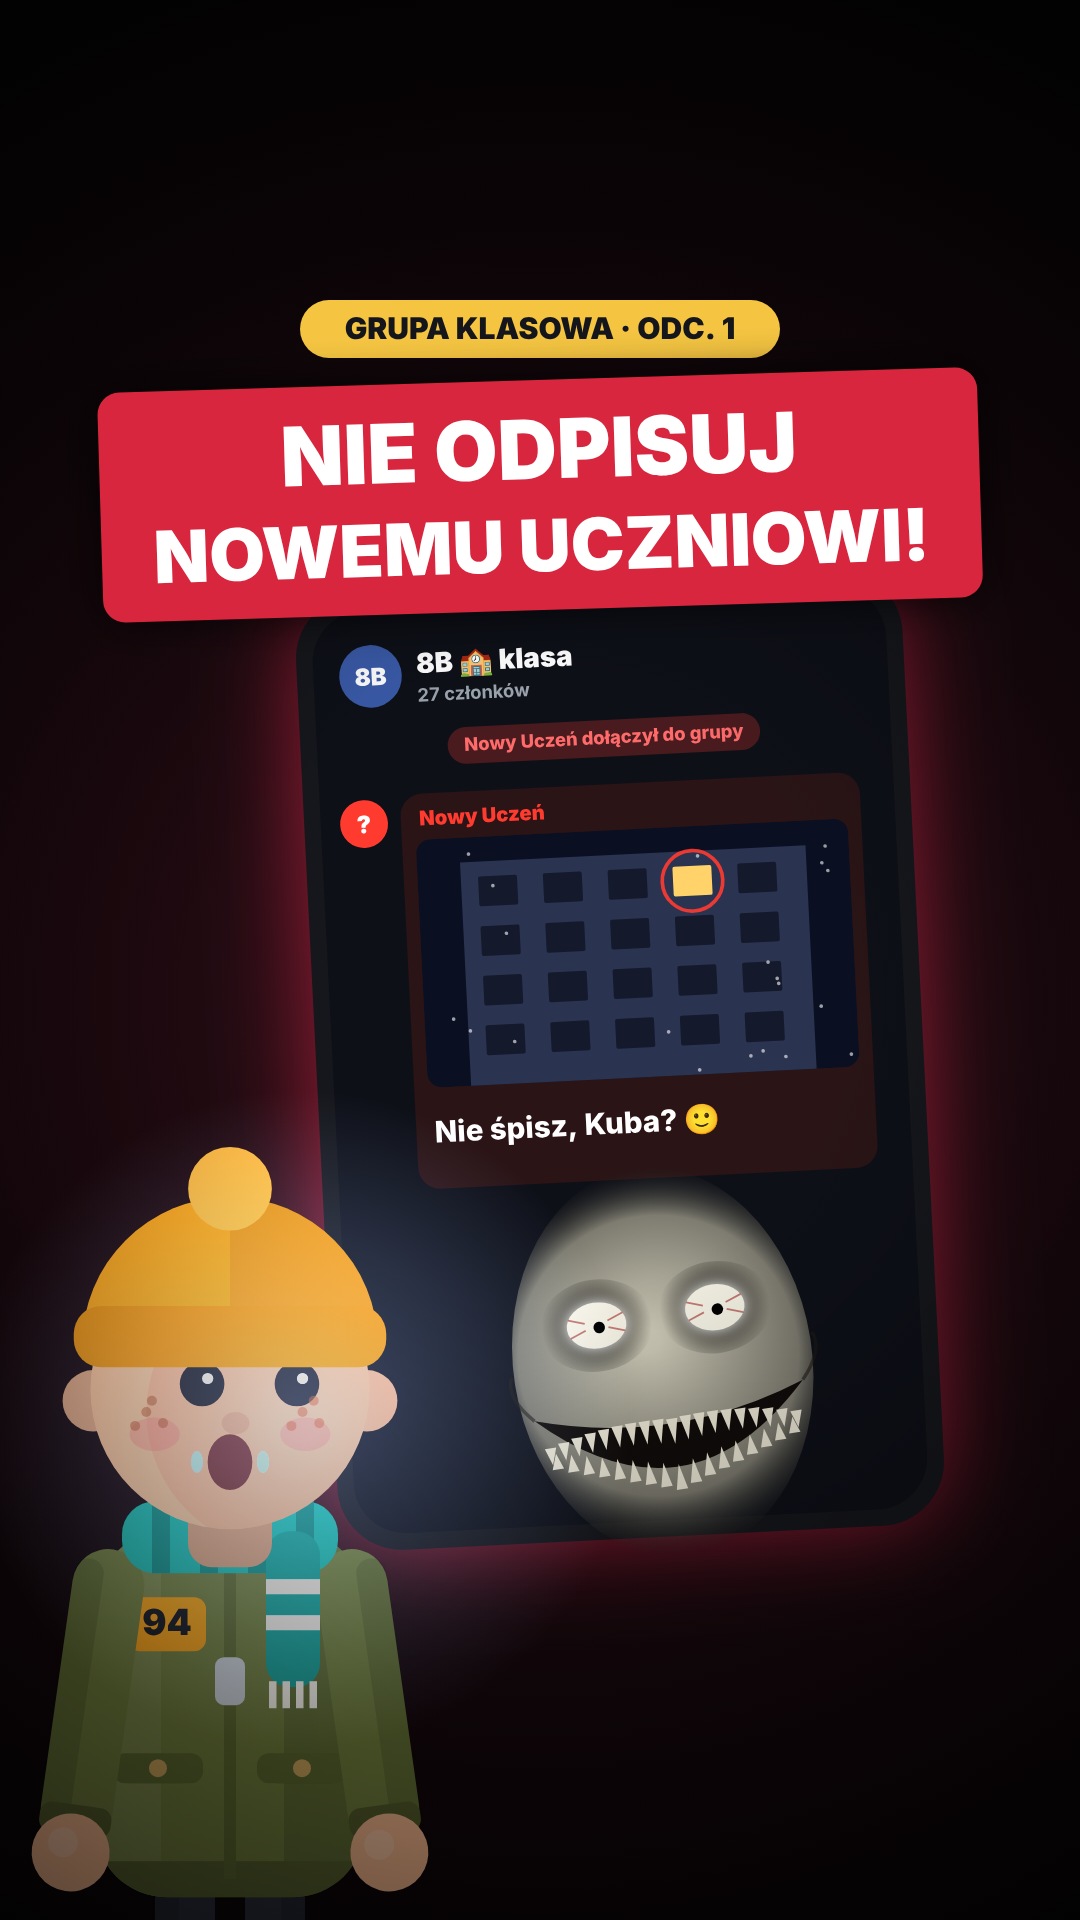 GRUPA KLASOWA · ODC. 1
NIE ODPISUJ
NOWEMU UCZNIOWI!
8B
8B 🏫 klasa
27 członków
Nowy Uczeń dołączył do grupy
?
Nowy Uczeń
Nie śpisz, Kuba? 🙂
94